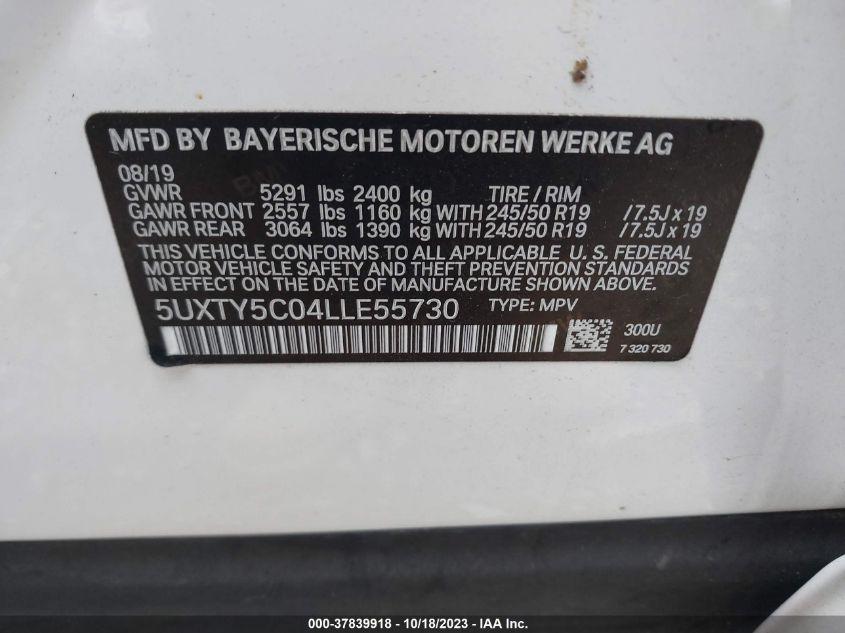 MFD BY BAYERISCHE MOTOREN WERKE AG
08/19
GVWR 5291 lbs 2400 kg TIRE / RIM
GAWR FRONT 2557 lbs 1160 kg WITH 245/50 R19 / 7.5J x 19
GAWR REAR 3064 lbs 1390 kg WITH 245/50 R19 / 7.5J x 19
THIS VEHICLE CONFORMS TO ALL APPLICABLE U. S. FEDERAL
MOTOR VEHICLE SAFETY AND THEFT PREVENTION STANDARDS
IN EFFECT ON THE DATE OF MANUFACTURE SHOWN ABOVE.
5UXTY5C04LLE55730 TYPE: MPV
300U
7 320 730
000-37839918 - 10/18/2023 - IAA Inc.